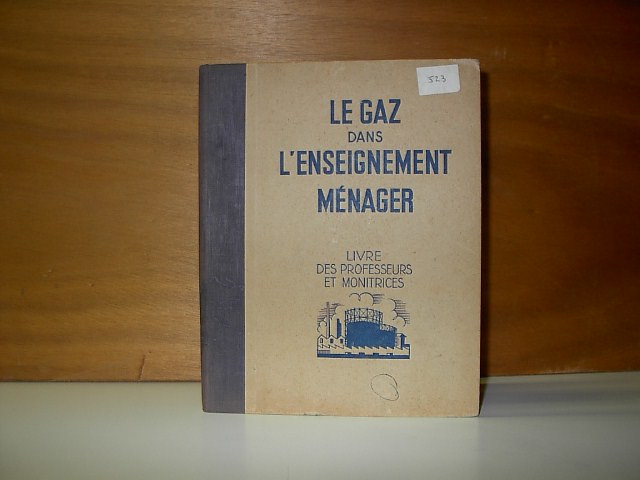 523
LE GAZ
DANS
L'ENSEIGNEMENT
MÉNAGER
LIVRE
DES PROFESSEURS
ET MONITRICES